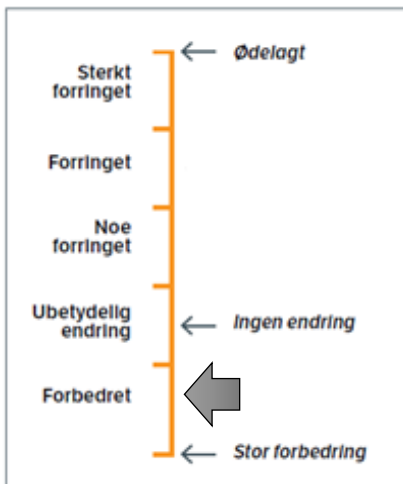 Ødelagt
Sterkt
forringet
Forringet
Noe
forringet
Ubetydelig
endring
Ingen endring
Forbedret
Stor forbedring